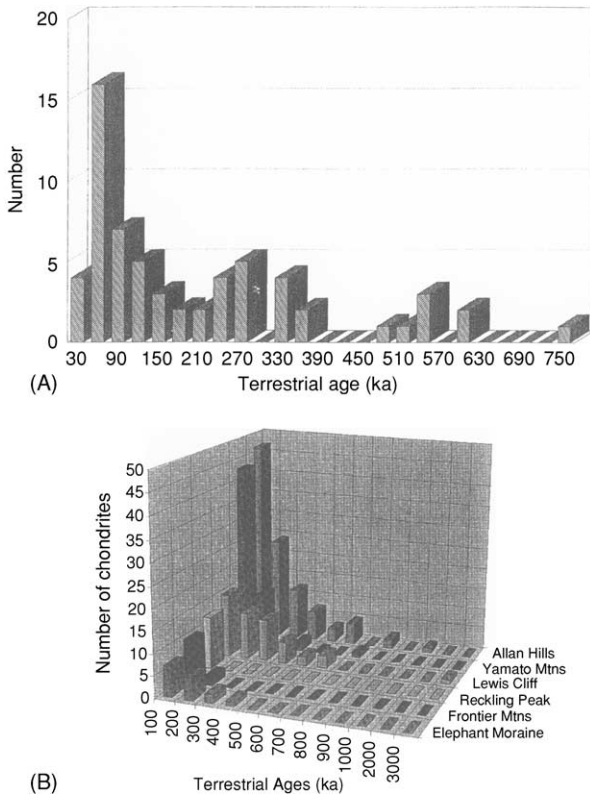 20
15
10
5
0
Number
30 90 150 210 270 330 390 450 510 570 630 690 750
Terrestrial age (ka)
(A)
50
45
40
35
30
25
20
15
10
5
0
Number of chondrites
100 200 300 400 500 600 700 800 900 1000 2000 3000
Terrestrial Ages (ka)
Allan Hills
Yamato Mtns
Lewis Cliff
Reckling Peak
Frontier Mtns
Elephant Moraine
(B)